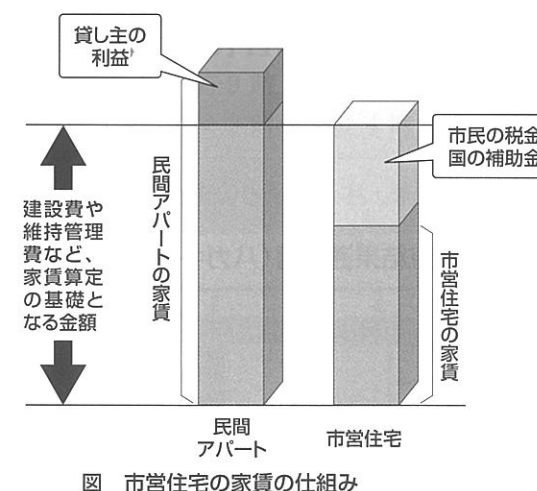 貸し主の
利益
市民の税金
国の補助金
建設費や
維持管理
費など、
家賃算定
の基礎と
なる金額
民間アパートの家賃
市営住宅の家賃
民間
アパート
市営住宅
図 市営住宅の家賃の仕組み